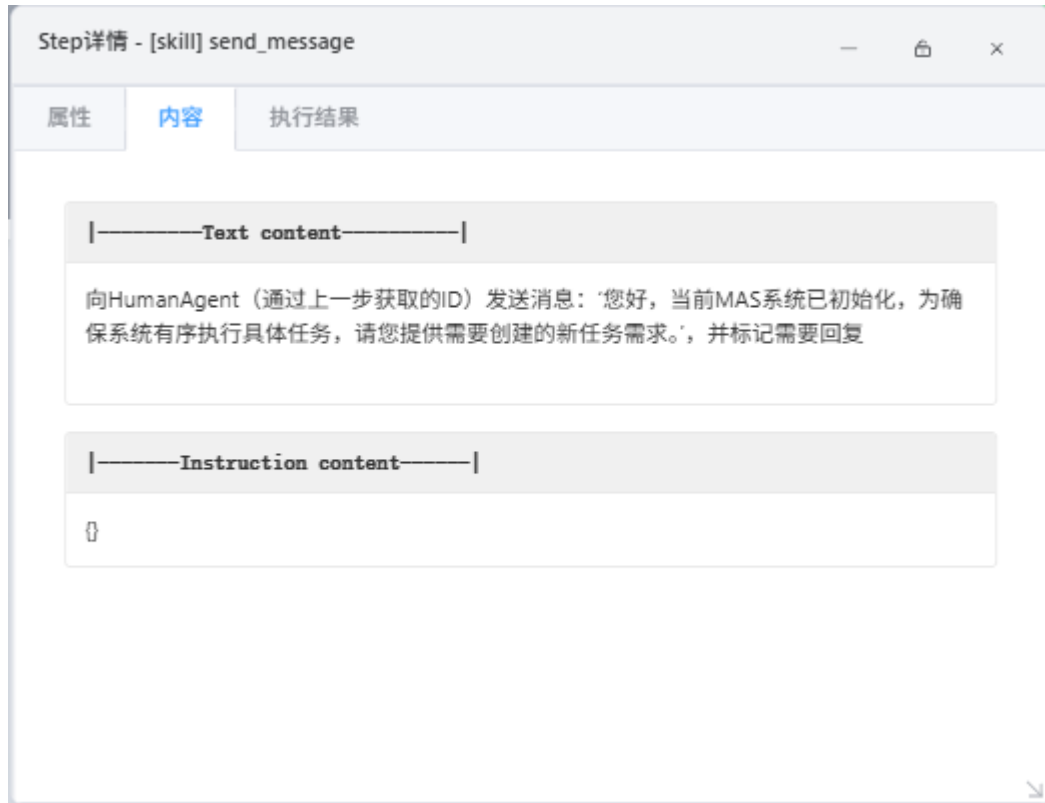 Step详情 - [skill] send_message
属性 内容 执行结果
|---------Text content----------|
向HumanAgent（通过上一步获取的ID）发送消息：'您好，当前MAS系统已初始化，为确
保系统有序执行具体任务，请您提供需要创建的新任务需求。'，并标记需要回复
|-------Instruction content------|
{}